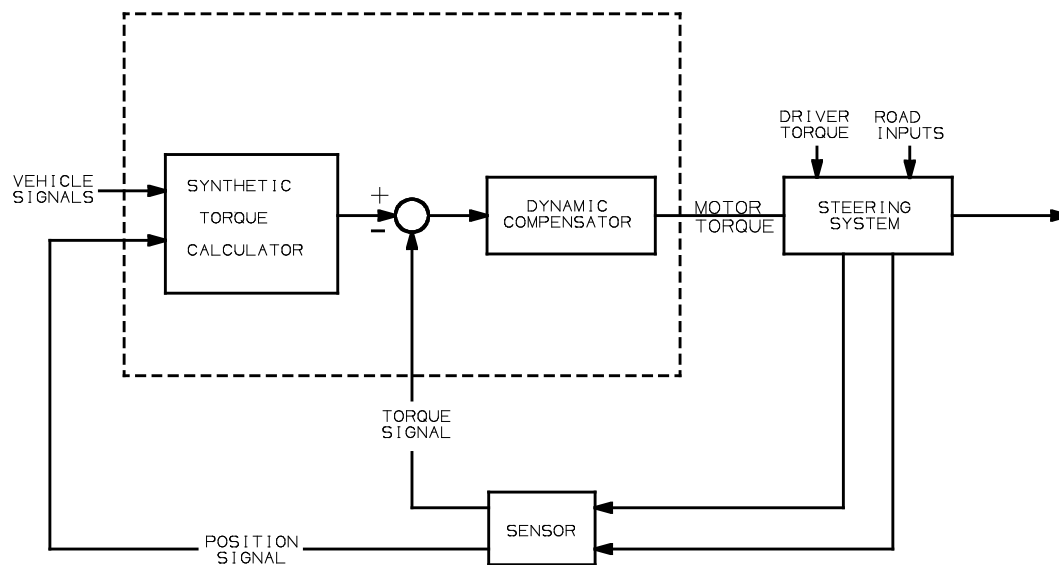 DRIVER
TORQUE
ROAD
INPUTS
VEHICLE
SIGNALS
SYNTHETIC
TORQUE
CALCULATOR
+
-
DYNAMIC
COMPENSATOR
MOTOR
TORQUE
STEERING
SYSTEM
TORQUE
SIGNAL
SENSOR
POSITION
SIGNAL